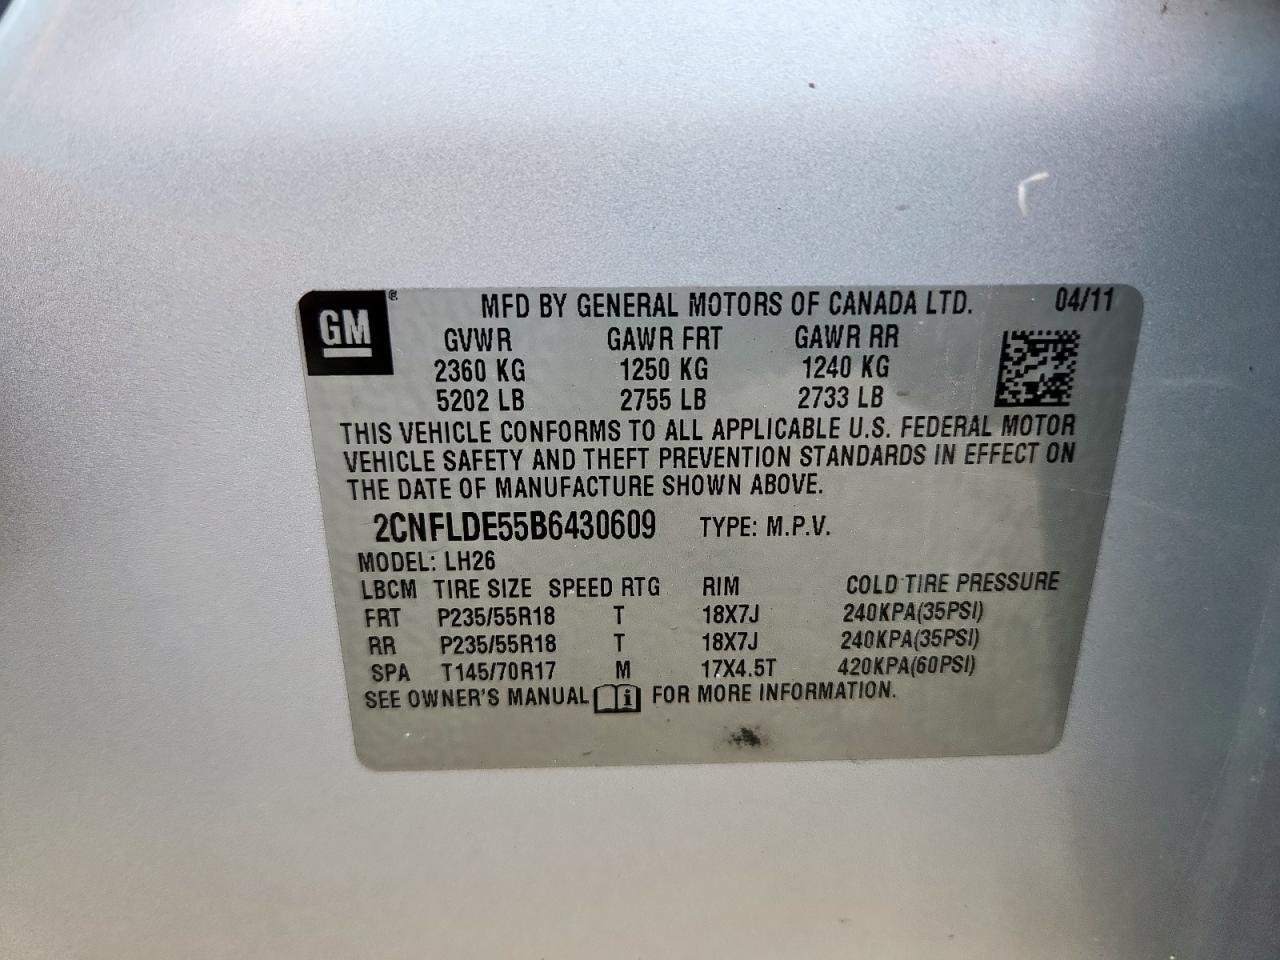 GM® MFD BY GENERAL MOTORS OF CANADA LTD. 04/11
GVWR GAWR FRT GAWR RR
2360 KG 1250 KG 1240 KG
5202 LB 2755 LB 2733 LB
THIS VEHICLE CONFORMS TO ALL APPLICABLE U.S. FEDERAL MOTOR
VEHICLE SAFETY AND THEFT PREVENTION STANDARDS IN EFFECT ON
THE DATE OF MANUFACTURE SHOWN ABOVE.
2CNFLDE55B6430609 TYPE: M.P.V.
MODEL: LH26
LBCM TIRE SIZE SPEED RTG RIM COLD TIRE PRESSURE
FRT P235/55R18 T 18X7J 240KPA(35PSI)
RR P235/55R18 T 18X7J 240KPA(35PSI)
SPA T145/70R17 M 17X4.5T 420KPA(60PSI)
SEE OWNER'S MANUAL i FOR MORE INFORMATION.